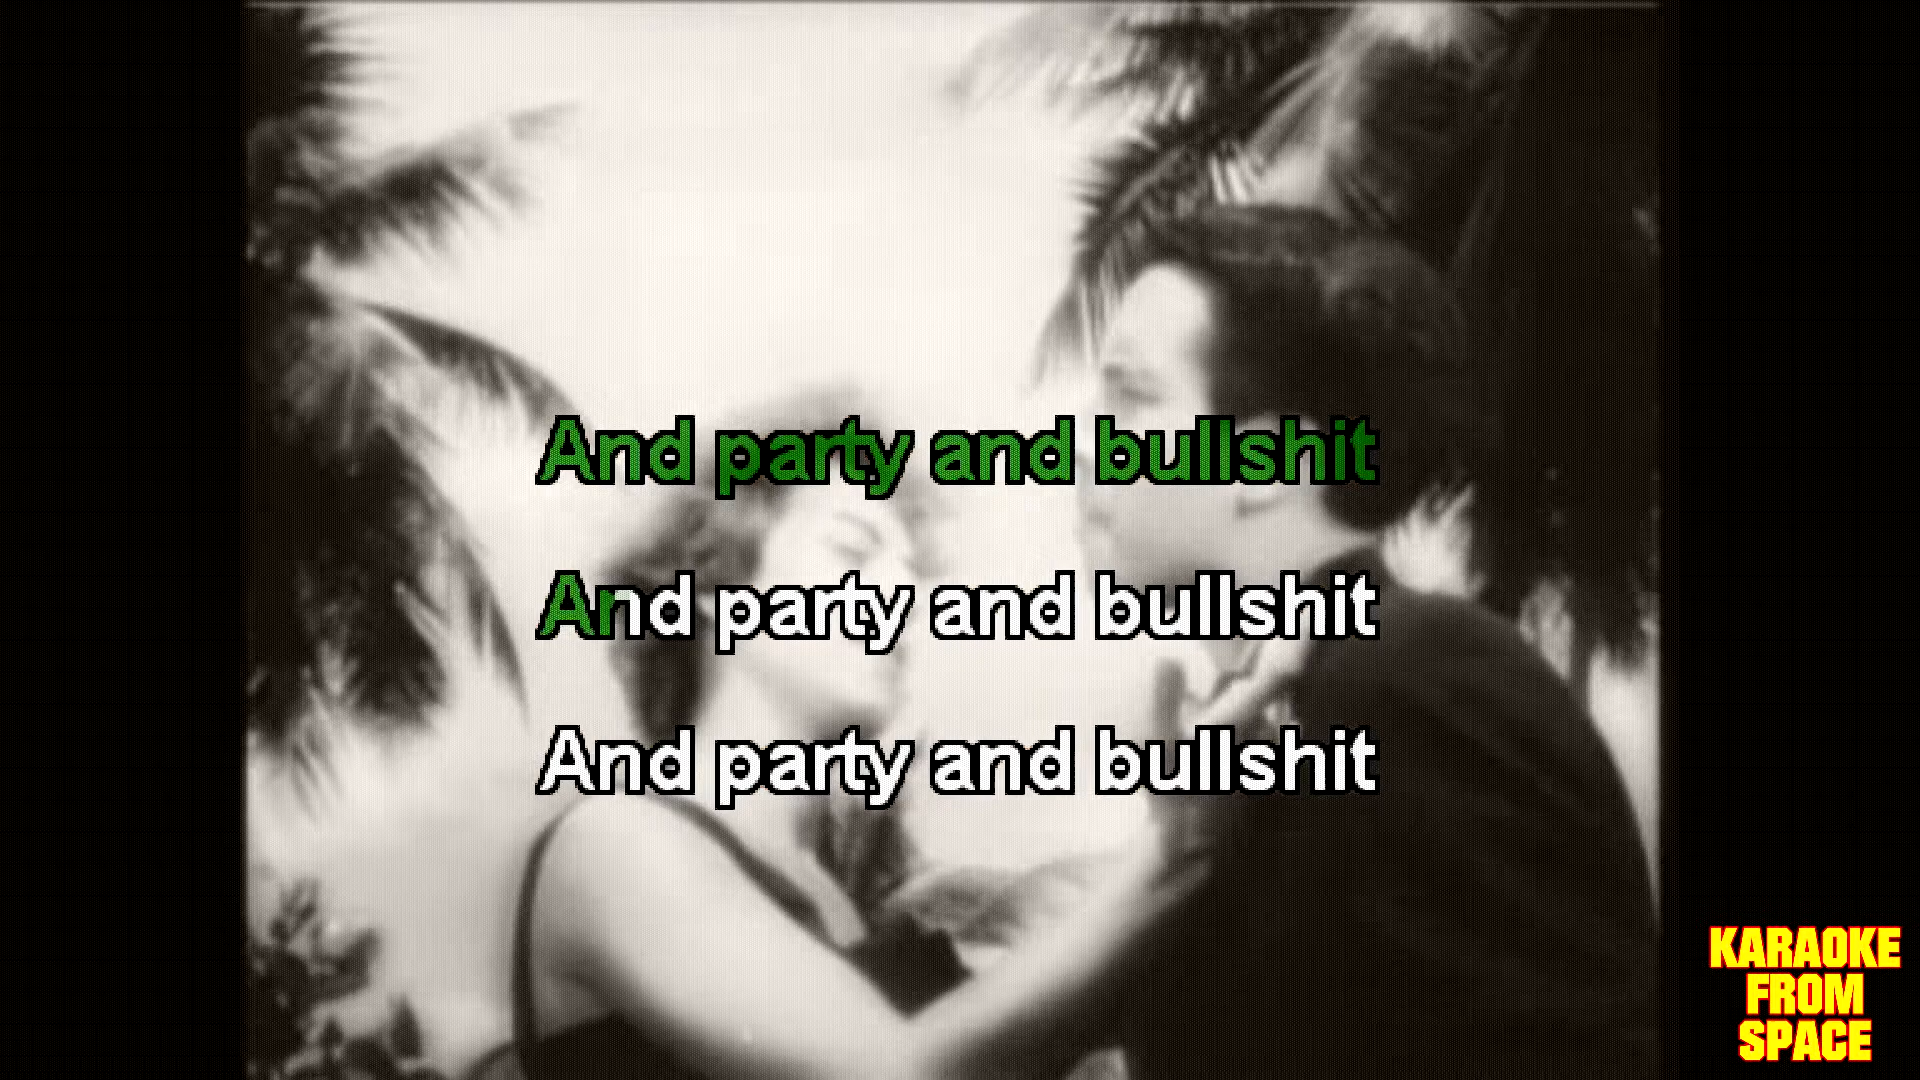 And party and bullshit
And party and bullshit
And party and bullshit
KARAOKE
FROM
SPACE